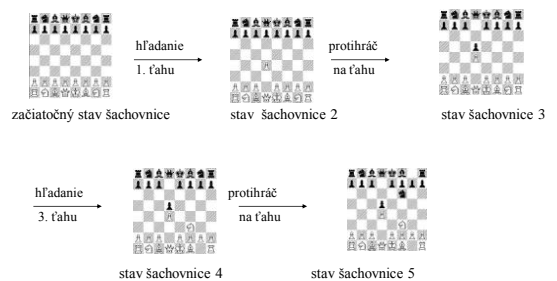 hľadanie
1. ťahu
protihráč
na ťahu
začiatočný stav šachovnice
stav šachovnice 2
stav šachovnice 3
hľadanie
3. ťahu
protihráč
na ťahu
stav šachovnice 4
stav šachovnice 5